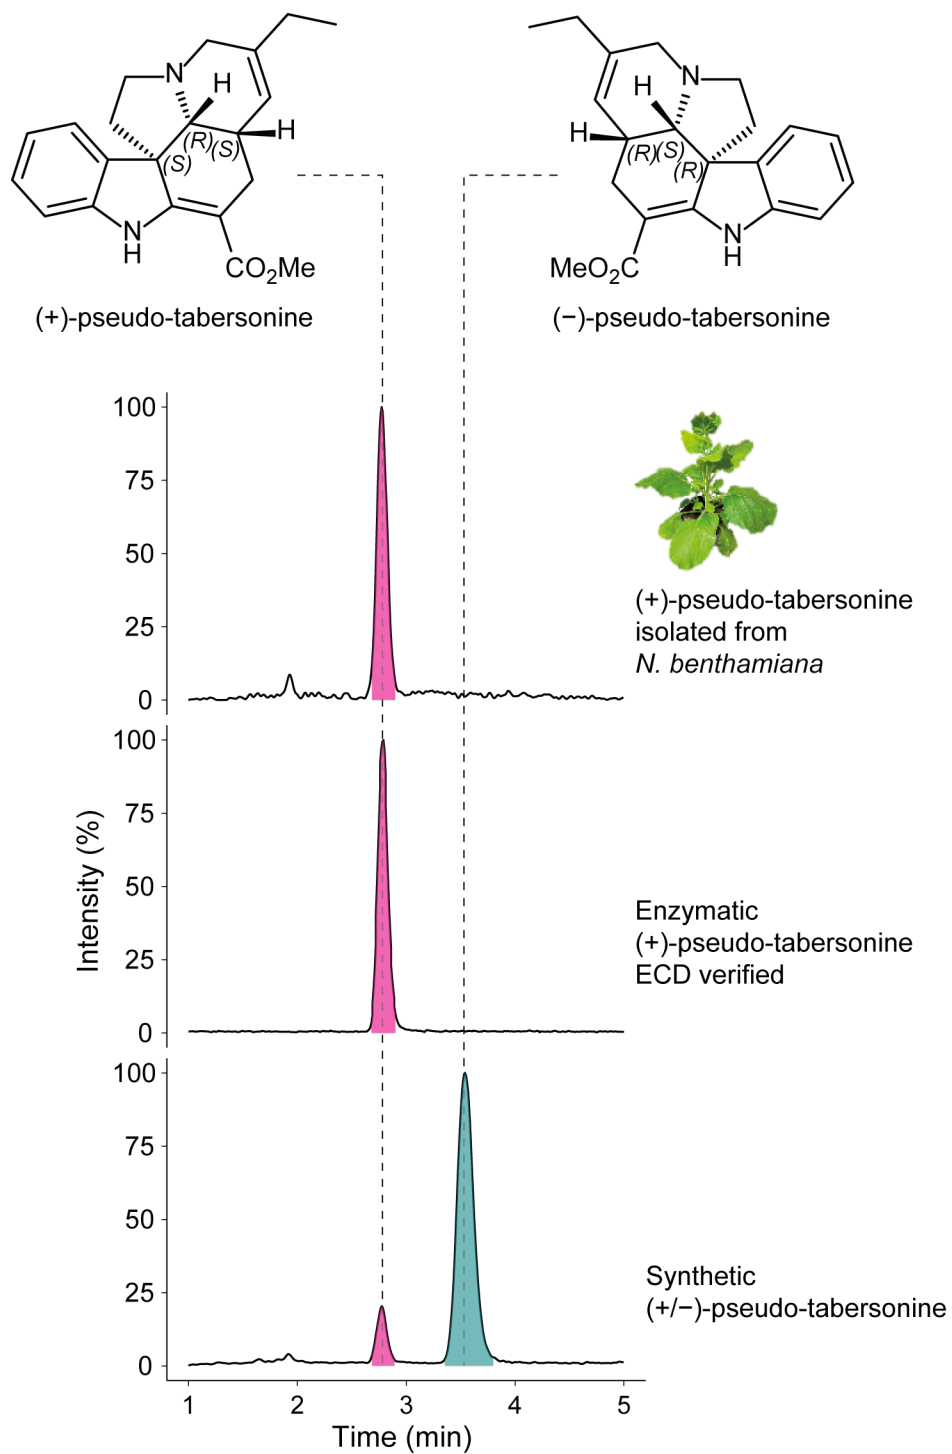 N
H
(R)
(S)
H
(S)
N
H
CO2Me
(+)-pseudo-tabersonine
N
H
H
(R)
(S)
(R)
N
H
MeO2C
(−)-pseudo-tabersonine
Intensity (%)
100
75
50
25
0
(+)-pseudo-tabersonine
isolated from
N. benthamiana
100
75
50
25
0
Enzymatic
(+)-pseudo-tabersonine
ECD verified
100
75
50
25
0
Synthetic
(+/−)-pseudo-tabersonine
1 2 3 4 5
Time (min)